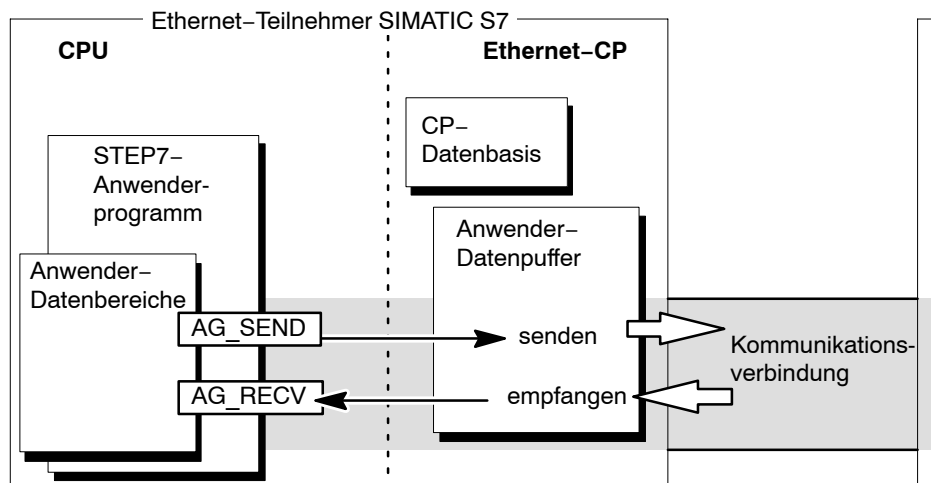 Ethernet–Teilnehmer SIMATIC S7
CPU
Ethernet–CP
CP–
Datenbasis
STEP7–
Anwender-
programm
Anwender-
Datenpuffer
Anwender–
Datenbereiche
AG_SEND
senden
Kommunikations-
verbindung
AG_RECV
empfangen